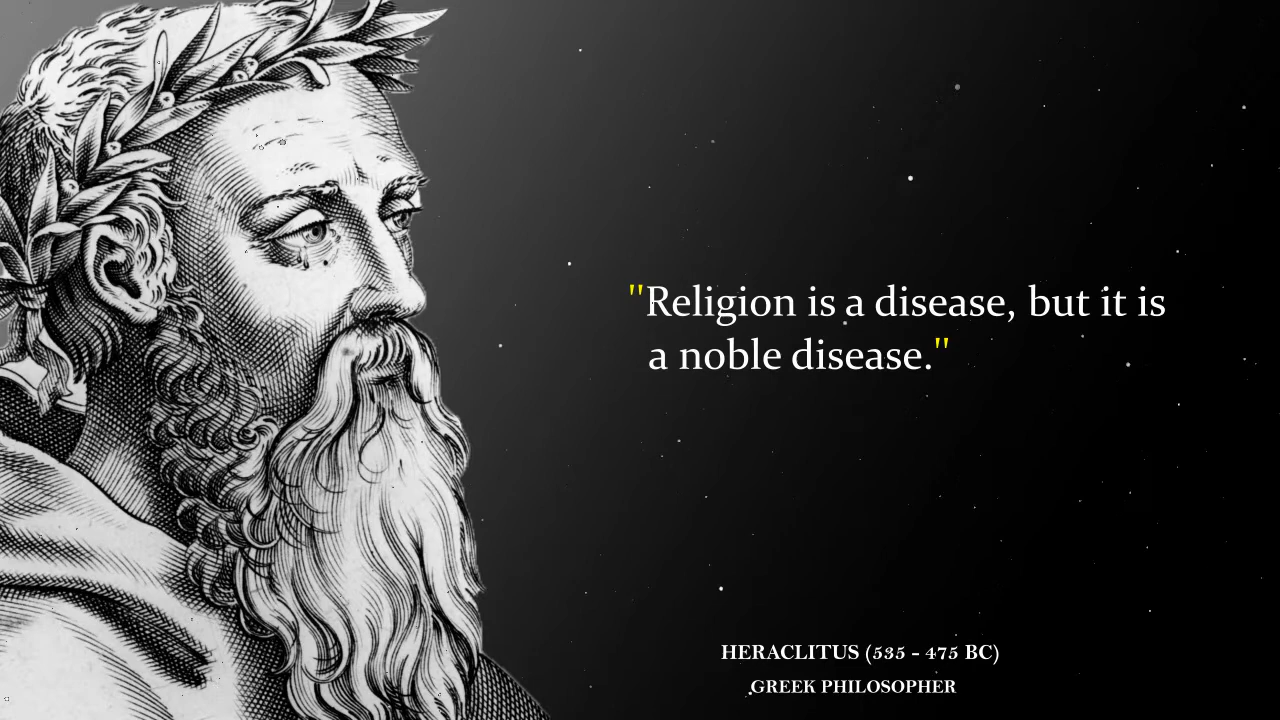 "Religion is a disease, but it is
a noble disease."
HERACLITUS (535 - 475 BC)
GREEK PHILOSOPHER